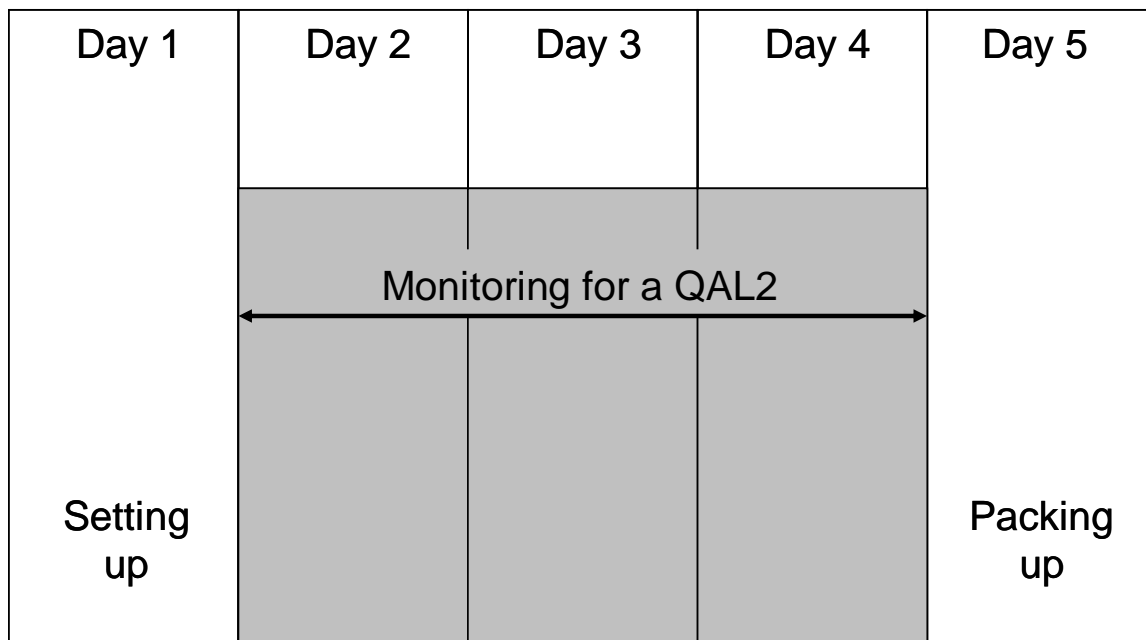 Day 1
Day 2
Day 3
Day 4
Day 5
Monitoring for a QAL2
Setting
up
Packing
up